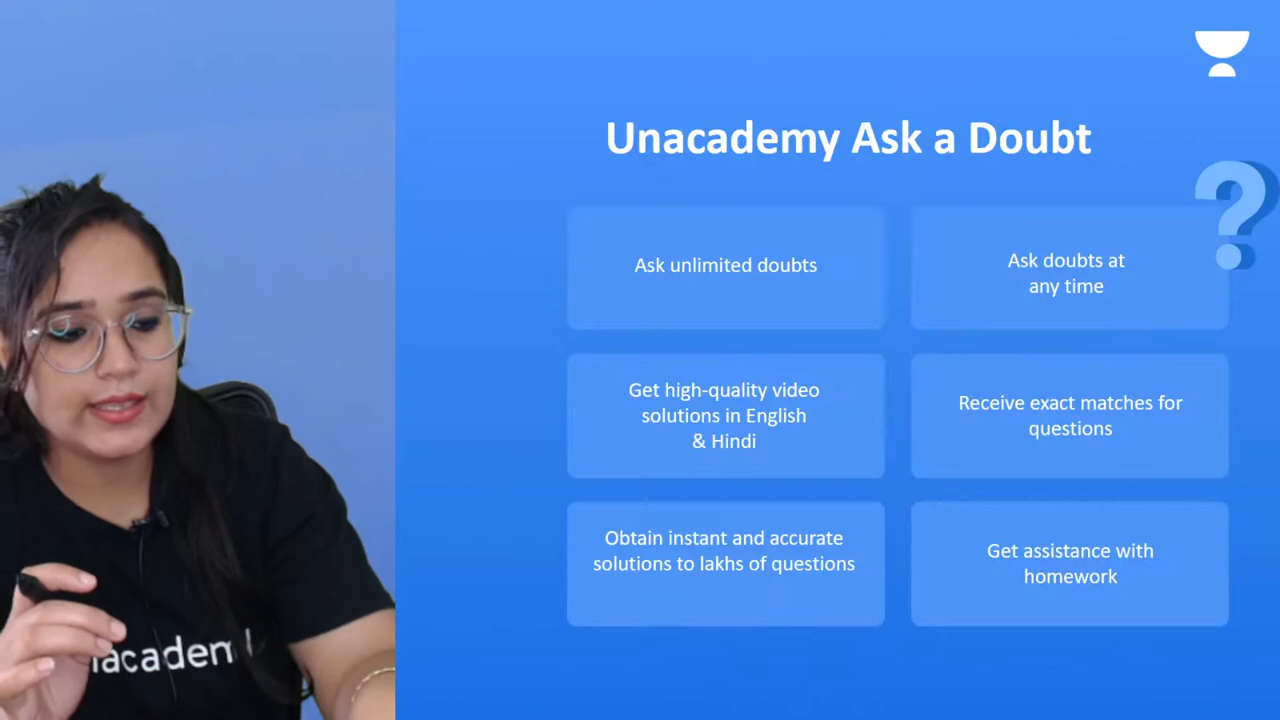 Unacademy Ask a Doubt
Ask unlimited doubts
Ask doubts at
any time
Get high-quality video
solutions in English
& Hindi
Receive exact matches for
questions
Obtain instant and accurate
solutions to lakhs of questions
Get assistance with
homework
?